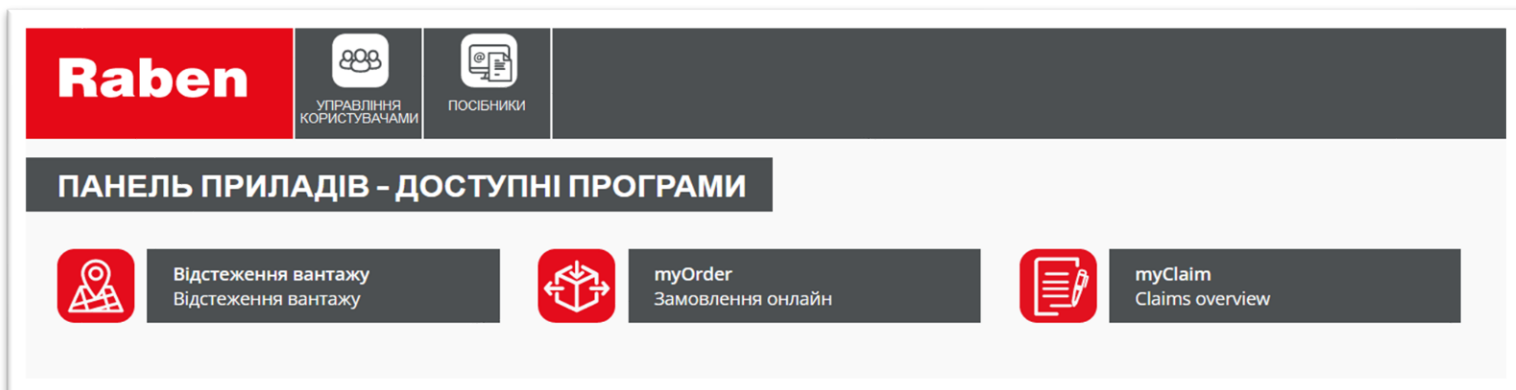 Raben
УПРАВЛІННЯ
КОРИСТУВАЧАМИ
ПОСІБНИКИ
ПАНЕЛЬ ПРИЛАДІВ – ДОСТУПНІ ПРОГРАМИ
Відстеження вантажу
Відстеження вантажу
myOrder
Замовлення онлайн
myClaim
Claims overview